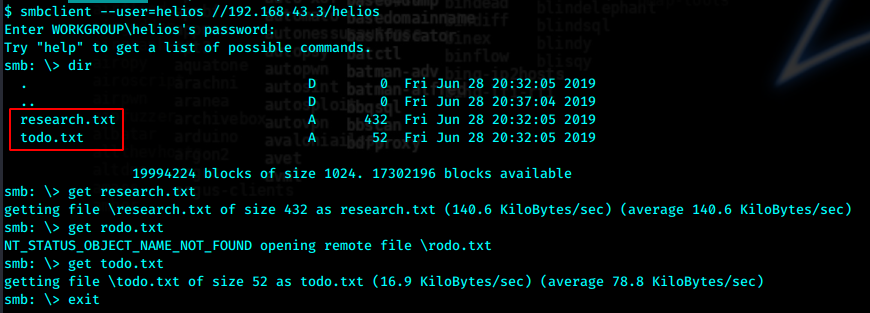 $ smbclient --user=helios //192.168.43.3/helios
Enter WORKGROUP\helios's password:
Try "help" to get a list of possible commands.
smb: \> dir
  .                                   D        0  Fri Jun 28 20:32:05 2019
  ..                                  D        0  Fri Jun 28 20:37:04 2019
  research.txt                        A      432  Fri Jun 28 20:32:05 2019
  todo.txt                            A       52  Fri Jun 28 20:32:05 2019
19994224 blocks of size 1024. 17302196 blocks available
smb: \> get research.txt
getting file \research.txt of size 432 as research.txt (140.6 KiloBytes/sec) (average 140.6 KiloBytes/sec)
smb: \> get rodo.txt
NT_STATUS_OBJECT_NAME_NOT_FOUND opening remote file \rodo.txt
smb: \> get todo.txt
getting file \todo.txt of size 52 as todo.txt (16.9 KiloBytes/sec) (average 78.8 KiloBytes/sec)
smb: \> exit